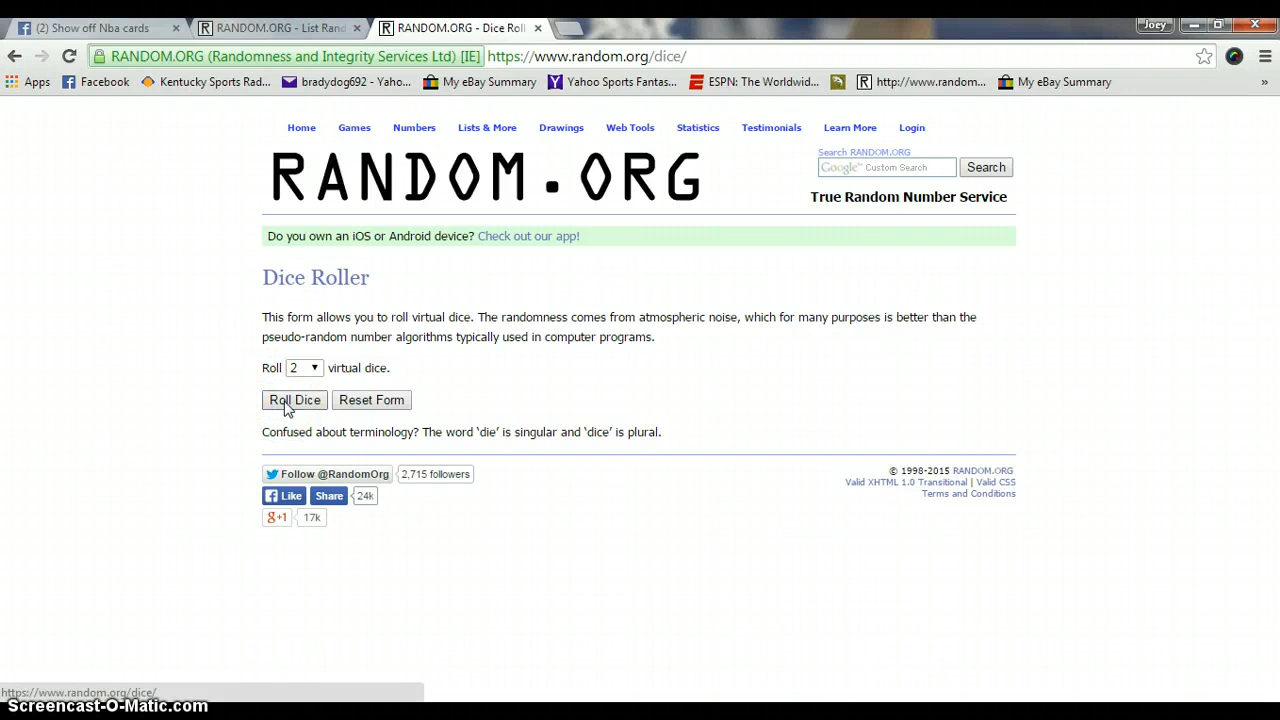 (2) Show off Nba cards
RANDOM.ORG - List Rand
RANDOM.ORG - Dice Roll
Joey
RANDOM.ORG (Randomness and Integrity Services Ltd) [IE]
https://www.random.org/dice/
Apps
Facebook
Kentucky Sports Rad...
bradydog692 - Yaho...
My eBay Summary
Yahoo Sports Fantas...
ESPN: The Worldwid...
http://www.random...
My eBay Summary
»
Home Games Numbers Lists & More Drawings Web Tools Statistics Testimonials Learn More Login
RANDOM.ORG
Search RANDOM.ORG
Google™ Custom Search
Search
True Random Number Service
Do you own an iOS or Android device? Check out our app!
Dice Roller
This form allows you to roll virtual dice. The randomness comes from atmospheric noise, which for many purposes is better than the
pseudo-random number algorithms typically used in computer programs.
Roll 2 virtual dice.
Roll Dice Reset Form
Confused about terminology? The word ‘die’ is singular and ‘dice’ is plural.
Follow @RandomOrg 2,715 followers
Like Share 24k
g+1 17k
© 1998-2015 RANDOM.ORG
Valid XHTML 1.0 Transitional | Valid CSS
Terms and Conditions
https://www.random.org/dice/
Screencast-O-Matic.com